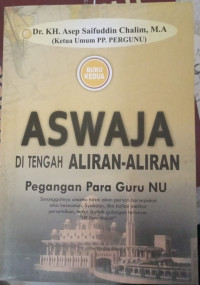 Dr. KH. Asep Saifuddin Chalim, M.A
(Ketua Umum PP. PERGUNU)
BUKU
KEDUA
ASWAJA
DI TENGAH ALIRAN-ALIRAN
Pegangan Para Guru NU